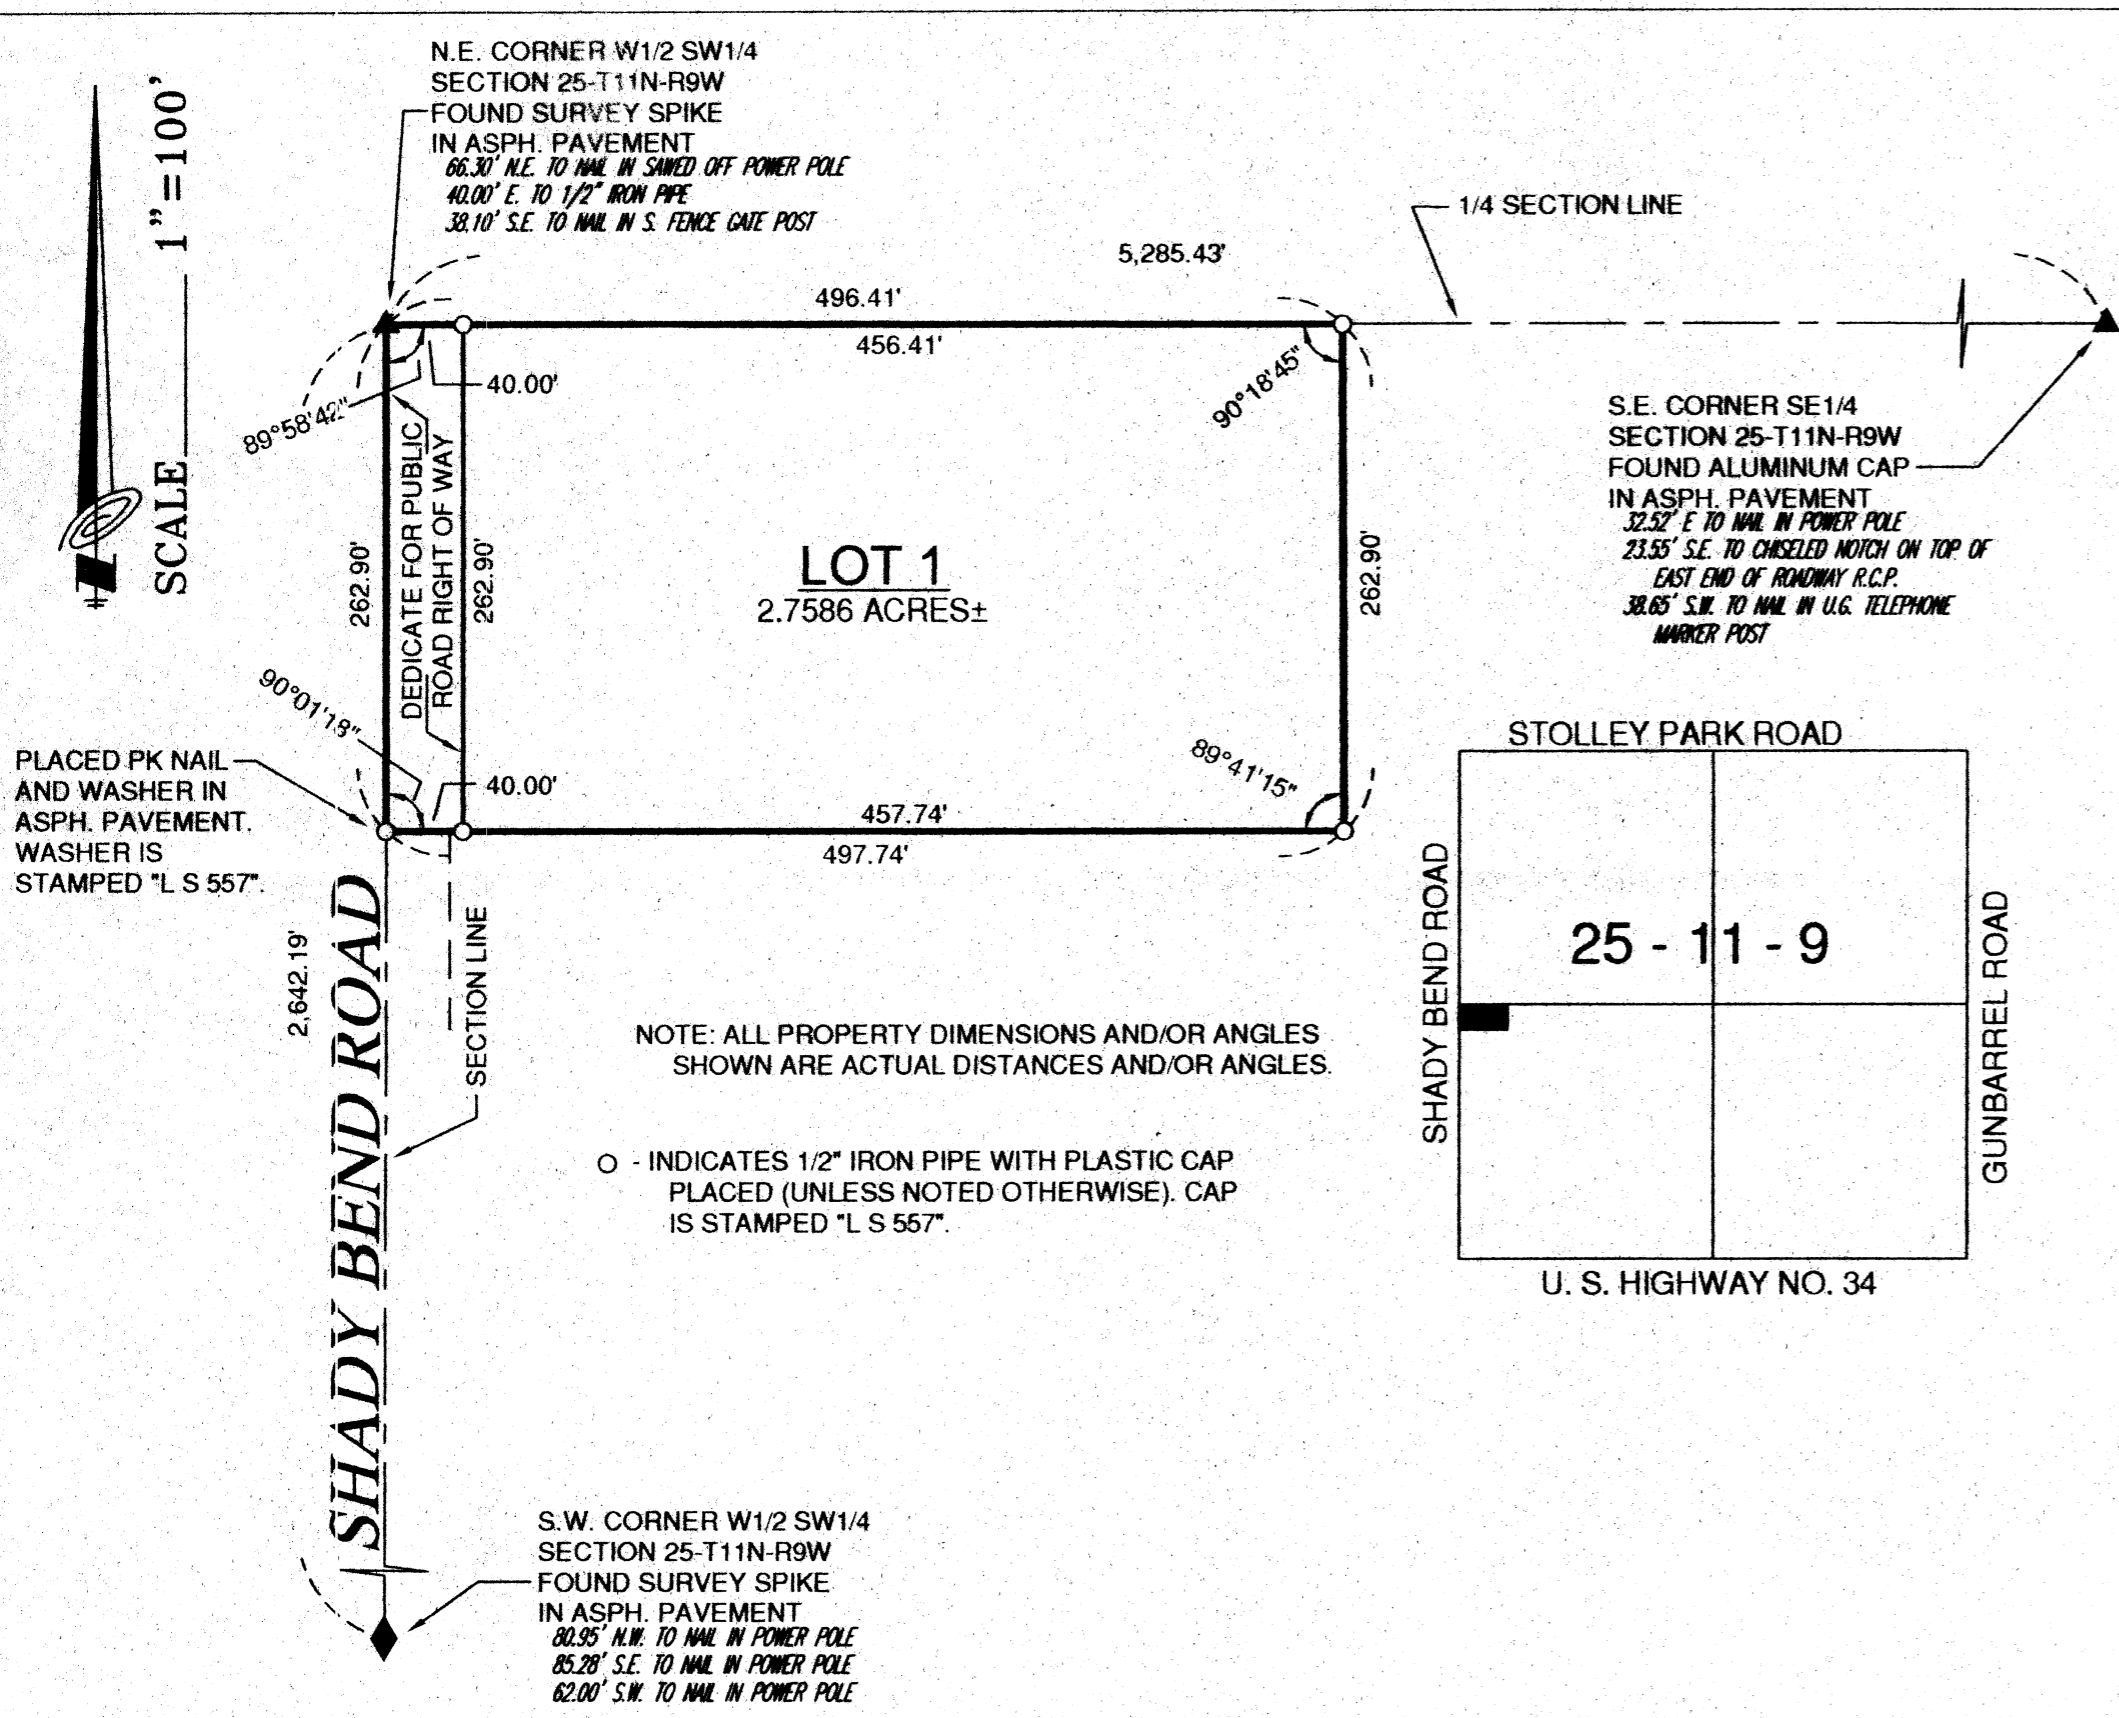 N.E. CORNER W1/2 SW1/4
SECTION 25-T11N-R9W
FOUND SURVEY SPIKE
IN ASPH. PAVEMENT
66.30' N.E. TO NAIL IN SAWED OFF POWER POLE
40.00' E. TO 1/2" IRON PIPE
38.10' S.E. TO NAIL IN S. FENCE GATE POST
SCALE 1"=100'
N
1/4 SECTION LINE
5,285.43'
496.41'
456.41'
40.00'
89°58'42"
90°18'45"
S.E. CORNER SE1/4
SECTION 25-T11N-R9W
FOUND ALUMINUM CAP
IN ASPH. PAVEMENT
32.52' E TO NAIL IN POWER POLE
23.55' S.E. TO CHISELED NOTCH ON TOP OF
EAST END OF ROADWAY R.C.P.
38.65' S.W. TO NAIL IN U.G. TELEPHONE
MARKER POST
262.90'
DEDICATE FOR PUBLIC
ROAD RIGHT OF WAY
262.90'
LOT 1
2.7586 ACRES±
262.90'
90°01'18"
89°41'15"
40.00'
457.74'
497.74'
PLACED PK NAIL
AND WASHER IN
ASPH. PAVEMENT.
WASHER IS
STAMPED "L S 557".
2,642.19'
SHADY BEND ROAD
SECTION LINE
STOLLEY PARK ROAD
SHADY BEND ROAD
25 - 11 - 9
GUNBARREL ROAD
U. S. HIGHWAY NO. 34
NOTE: ALL PROPERTY DIMENSIONS AND/OR ANGLES
SHOWN ARE ACTUAL DISTANCES AND/OR ANGLES.
O - INDICATES 1/2" IRON PIPE WITH PLASTIC CAP
PLACED (UNLESS NOTED OTHERWISE). CAP
IS STAMPED "L S 557".
S.W. CORNER W1/2 SW1/4
SECTION 25-T11N-R9W
FOUND SURVEY SPIKE
IN ASPH. PAVEMENT
80.95' N.W. TO NAIL IN POWER POLE
85.28' S.E. TO NAIL IN POWER POLE
62.00' S.W. TO NAIL IN POWER POLE